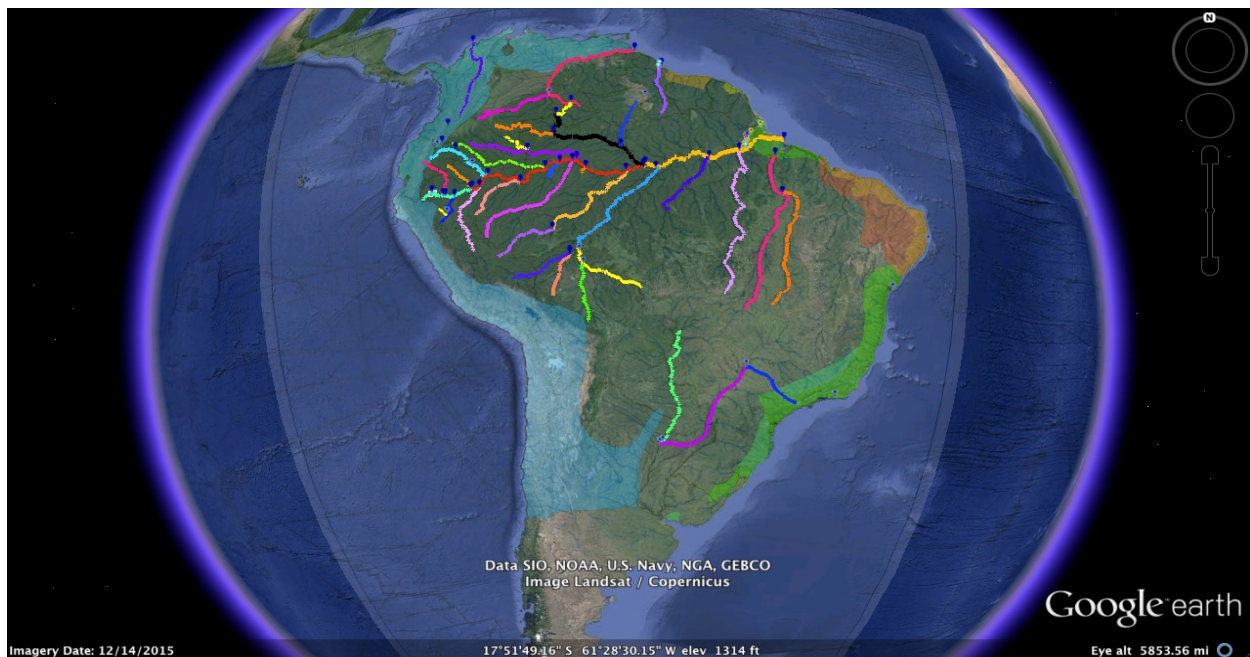 N
Data SIO, NOAA, U.S. Navy, NGA, GEBCO
Image Landsat / Copernicus
Google earth
Imagery Date: 12/14/2015 17°51'49.16" S 61°28'30.15" W elev 1314 ft Eye alt 5853.56 mi